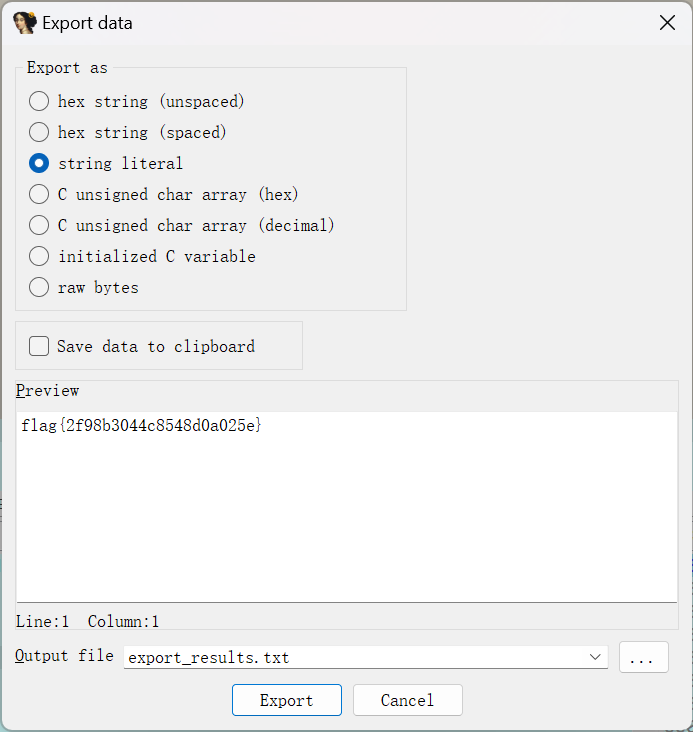 Export data
Export as
hex string (unspaced)
hex string (spaced)
string literal
C unsigned char array (hex)
C unsigned char array (decimal)
initialized C variable
raw bytes
Save data to clipboard
Preview
flag{2f98b3044c8548d0a025e}
Line:1 Column:1
Output file export_results.txt ...
Export Cancel